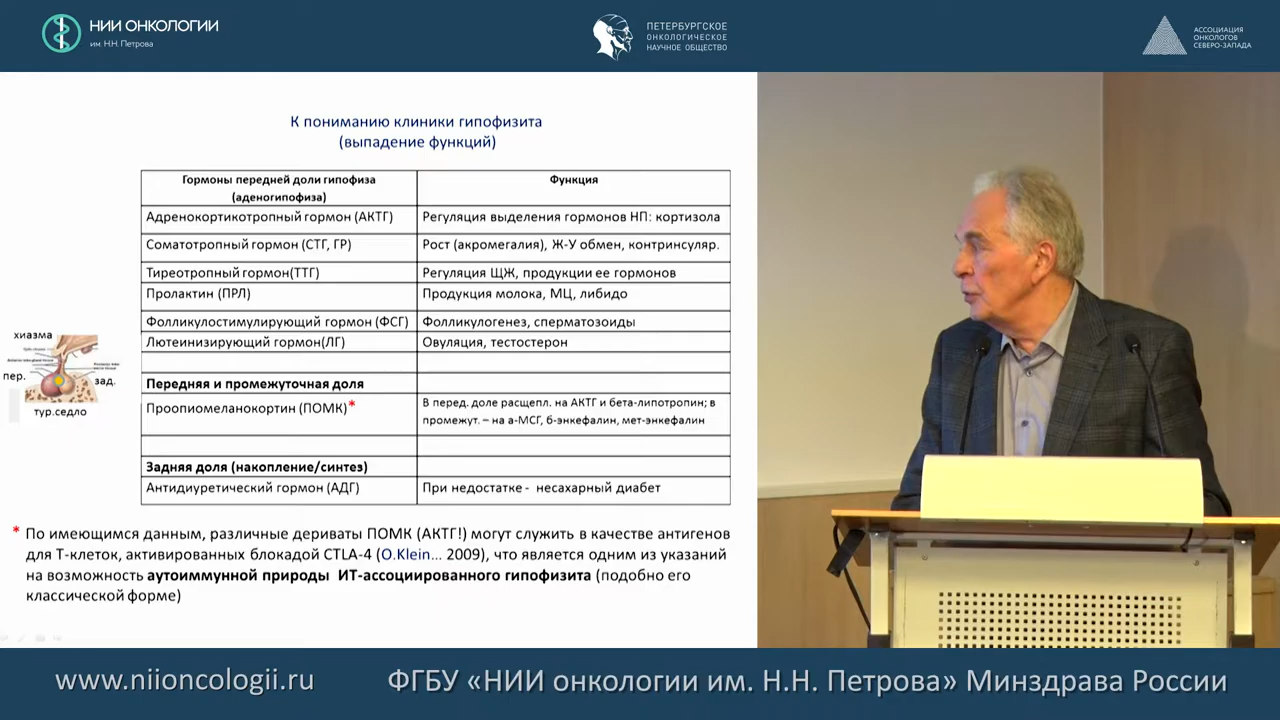 НИИ ОНКОЛОГИИ
им. Н.Н. Петрова
ПЕТЕРБУРГСКОЕ
ОНКОЛОГИЧЕСКОЕ
НАУЧНОЕ ОБЩЕСТВО
АССОЦИАЦИЯ
ОНКОЛОГОВ
СЕВЕРО-ЗАПАДА
К пониманию клиники гипофизита
(выпадение функций)
Гормоны передней доли гипофиза
(аденогипофиза)
Функция
Адренокортикотропный гормон (АКТГ)
Регуляция выделения гормонов НП: кортизола
Соматотропный гормон (СТГ, ГР)
Рост (акромегалия), Ж-У обмен, контринсуляр.
Тиреотропный гормон(ТТГ)
Регуляция ЩЖ, продукции ее гормонов
Пролактин (ПРЛ)
Продукция молока, МЦ, либидо
Фолликулостимулирующий гормон (ФСГ)
Фолликулогенез, сперматозоиды
Лютеинизирующий гормон(ЛГ)
Овуляция, тестостерон
Передняя и промежуточная доля
Проопиомеланокортин (ПОМК)*
В перед. доле расщепл. на АКТГ и бета-липотропин; в
промежут. – на а-МСГ, б-энкефалин, мет-энкефалин
Задняя доля (накопление/синтез)
Антидиуретический гормон (АДГ)
При недостатке - несахарный диабет
хиазма
пер.
зад.
тур.седло
* По имеющимся данным, различные дериваты ПОМК (АКТГ!) могут служить в качестве антигенов
для Т-клеток, активированных блокадой CTLA-4 (O.Klein... 2009), что является одним из указаний
на возможность аутоиммунной природы ИТ-ассоциированного гипофизита (подобно его
классической форме)
www.niioncologii.ru
ФГБУ «НИИ онкологии им. Н.Н. Петрова» Минздрава России